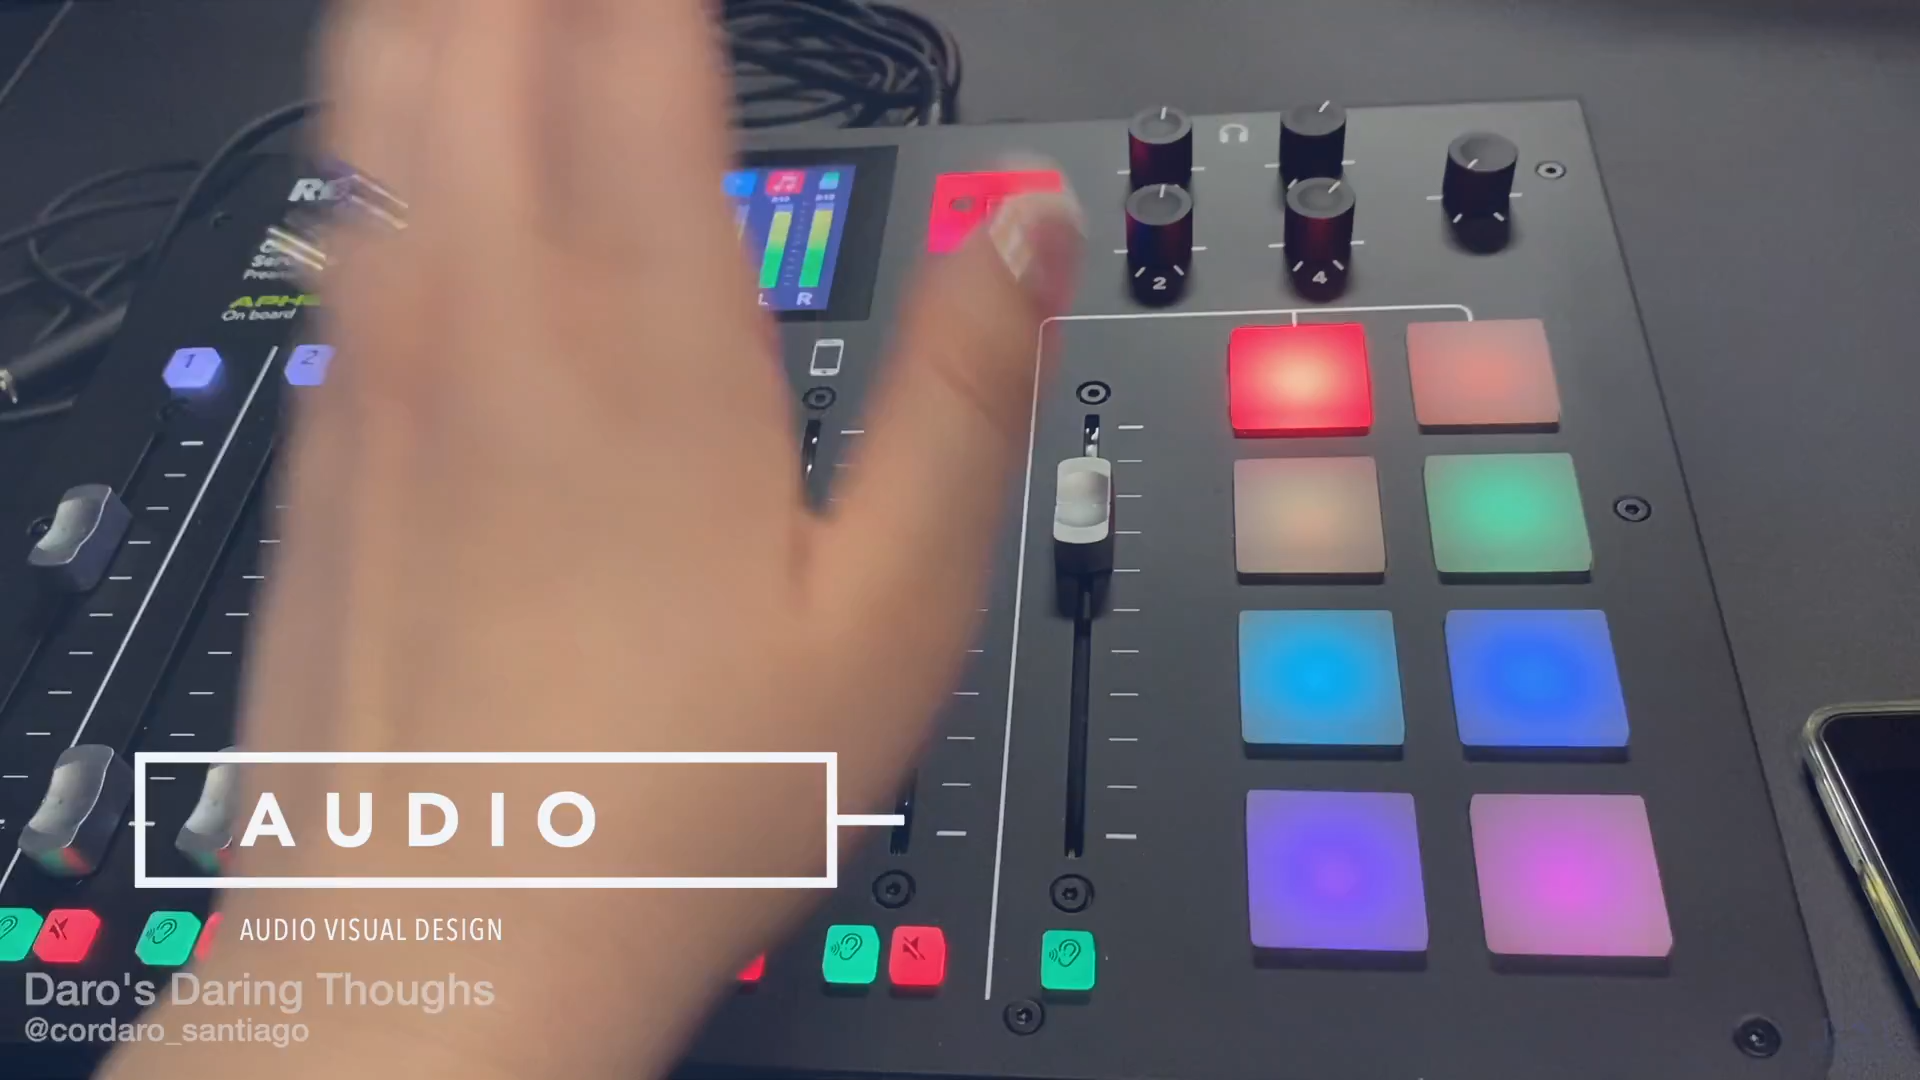 L R
1
2
2
4
On board
AUDIO
AUDIO VISUAL DESIGN
Daro's Daring Thoughs
@cordaro_santiago